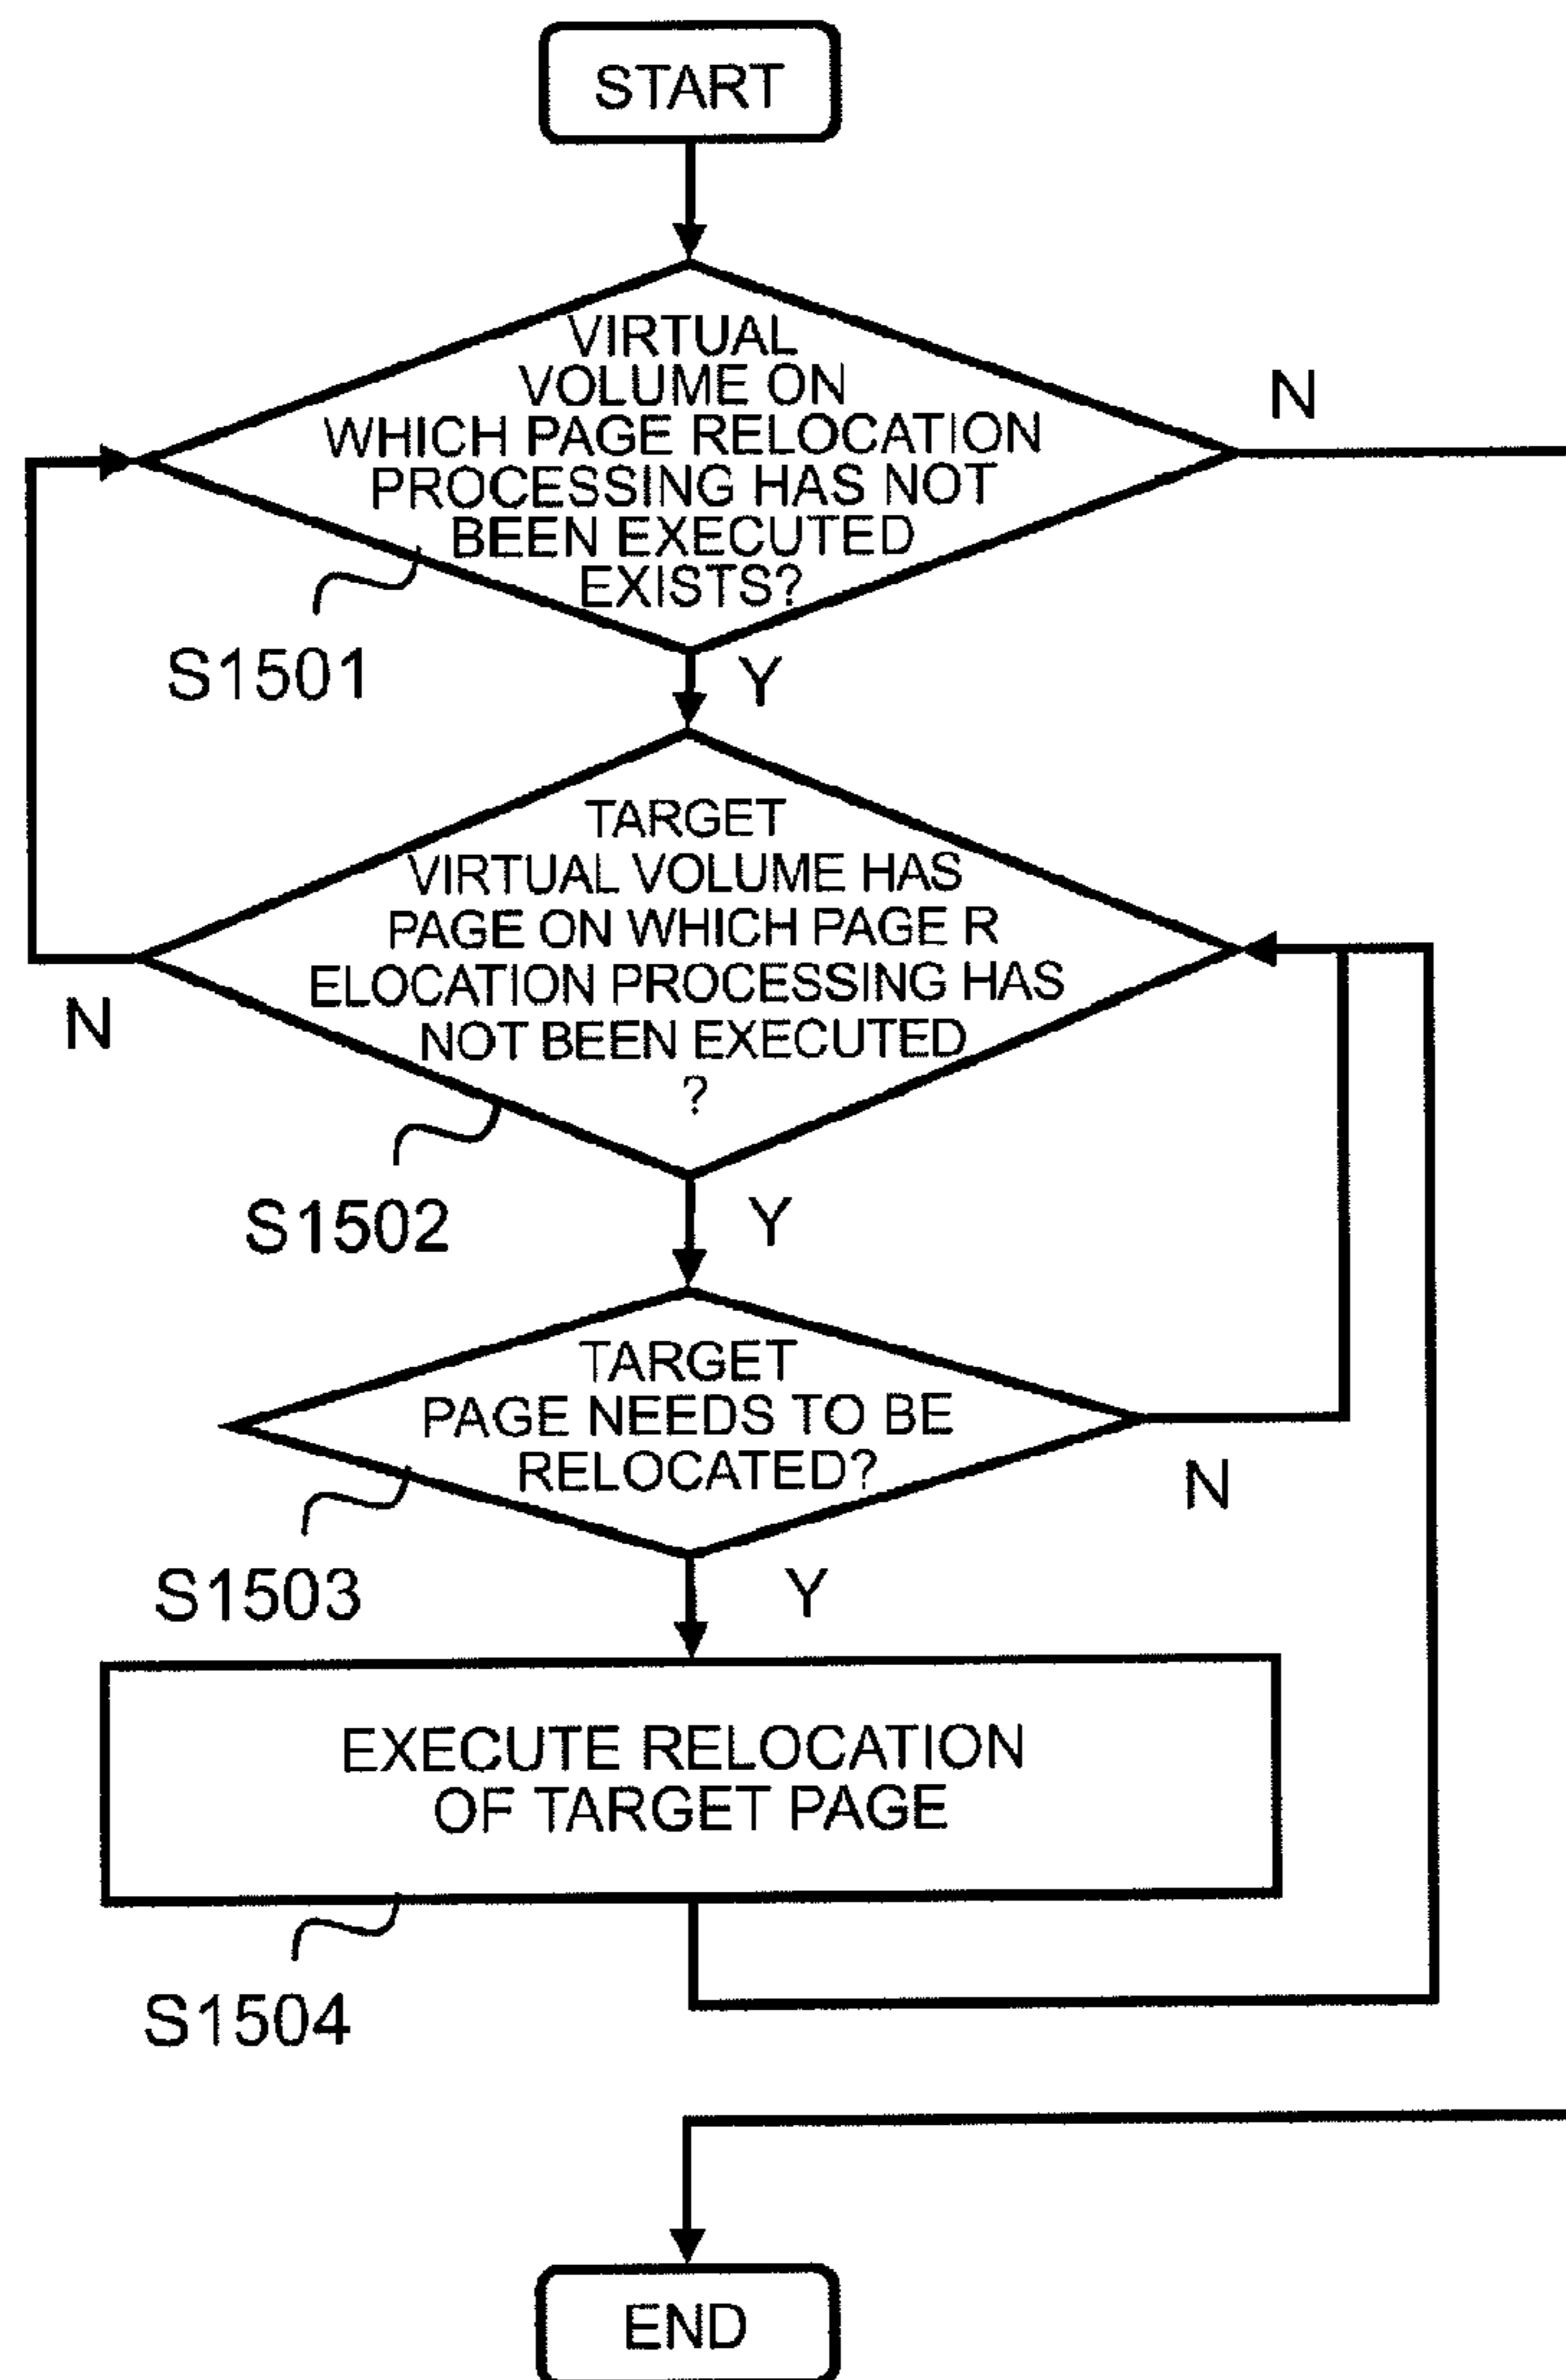 START
VIRTUAL
VOLUME ON
WHICH PAGE RELOCATION
PROCESSING HAS NOT
BEEN EXECUTED
EXISTS?
N
S1501
Y
TARGET
VIRTUAL VOLUME HAS
PAGE ON WHICH PAGE R
ELOCATION PROCESSING HAS
NOT BEEN EXECUTED
?
N
S1502
Y
TARGET
PAGE NEEDS TO BE
RELOCATED?
N
S1503
Y
EXECUTE RELOCATION
OF TARGET PAGE
S1504
END